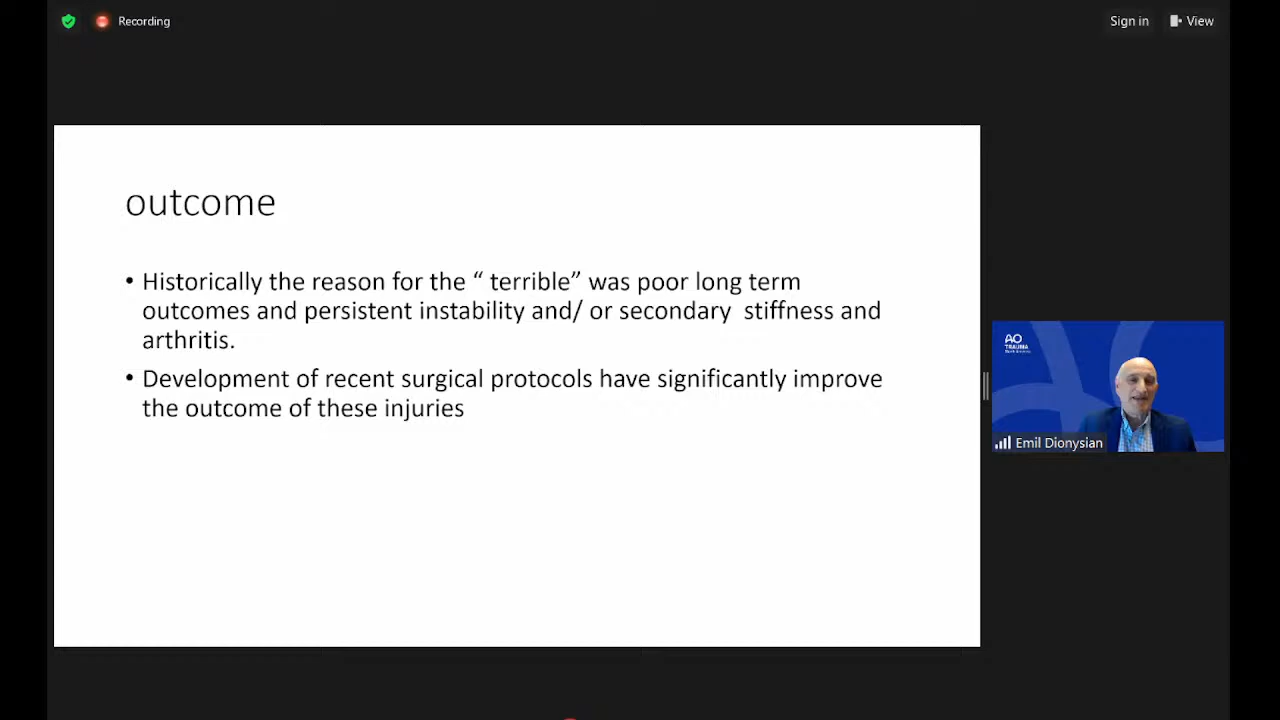 Recording
Sign in
View
outcome
• Historically the reason for the “ terrible” was poor long term
outcomes and persistent instability and/ or secondary  stiffness and
arthritis.
• Development of recent surgical protocols have significantly improve
the outcome of these injuries
AO
TRAUMA
Emil Dionysian